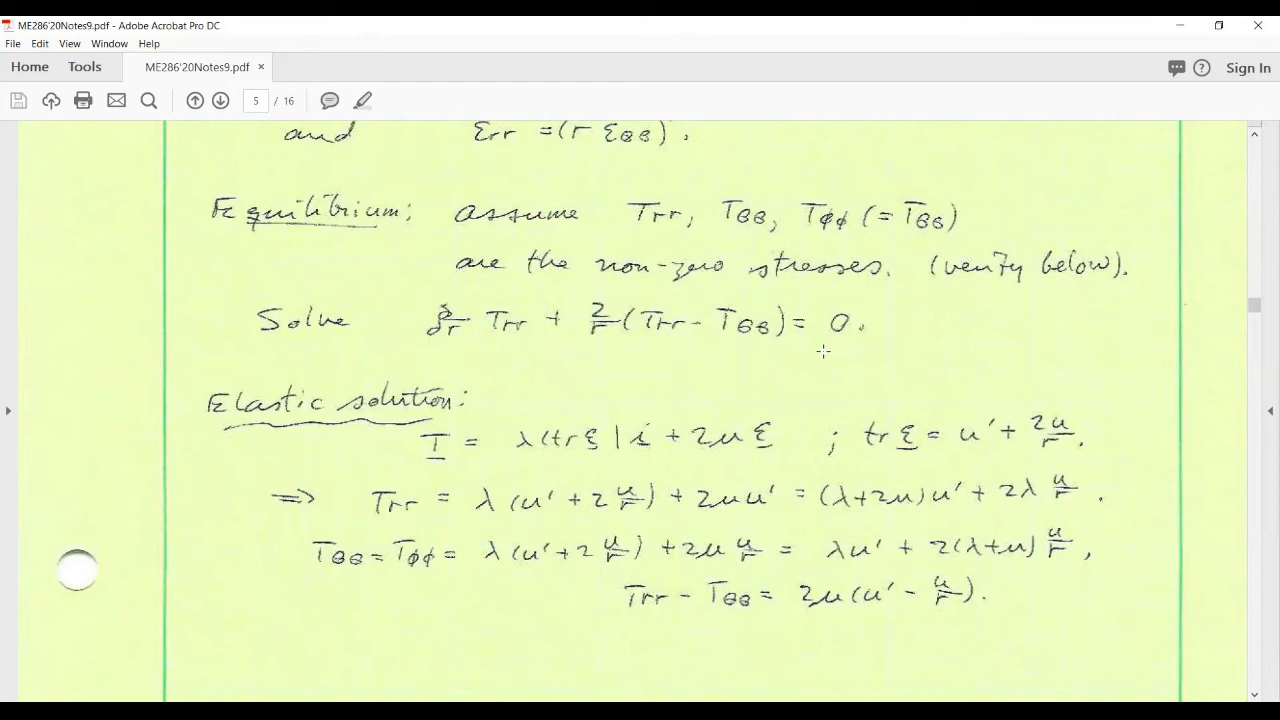 ME286'20Notes9.pdf - Adobe Acrobat Pro DC
File Edit View Window Help
Home Tools ME286'20Notes9.pdf × Sign In
5 / 16
and εrr = (r εθθ)'.
Equilibrium: assume Trr, Tθθ, Tφφ (= Tθθ)
are the non-zero stresses. (verify below).
Solve ∂/∂r Trr + 2/r (Trr - Tθθ) = 0.
Elastic solution:
T = λ(tr ε) i + 2μ ε ; tr ε = u' + 2u/r.
⇒ Trr = λ(u' + 2 u/r) + 2μu' = (λ+2μ)u' + 2λ u/r.
Tθθ = Tφφ = λ(u' + 2 u/r) + 2μ u/r = λu' + 2(λ+μ) u/r,
Trr - Tθθ = 2μ(u' - u/r).